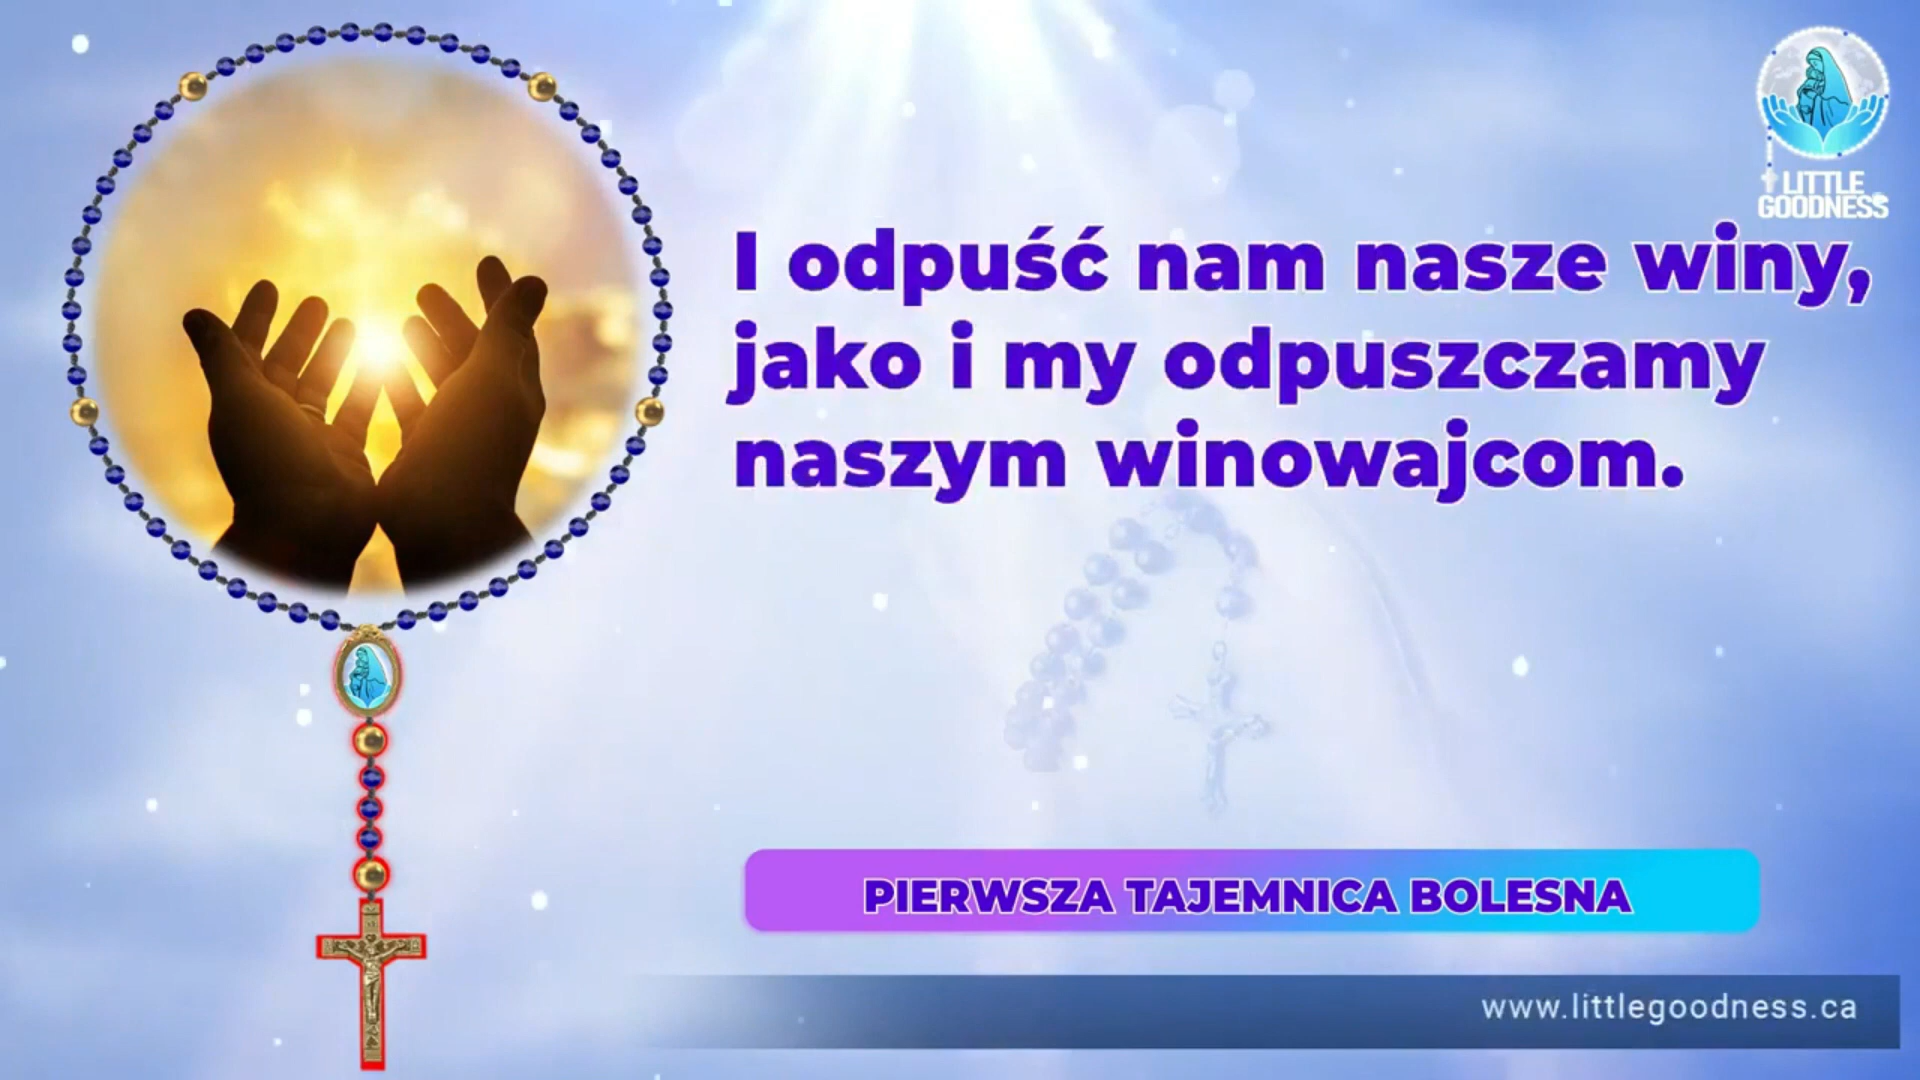 LITTLE
GOODNESS
I odpuść nam nasze winy,
jako i my odpuszczamy
naszym winowajcom.
PIERWSZA TAJEMNICA BOLESNA
www.littlegoodness.ca